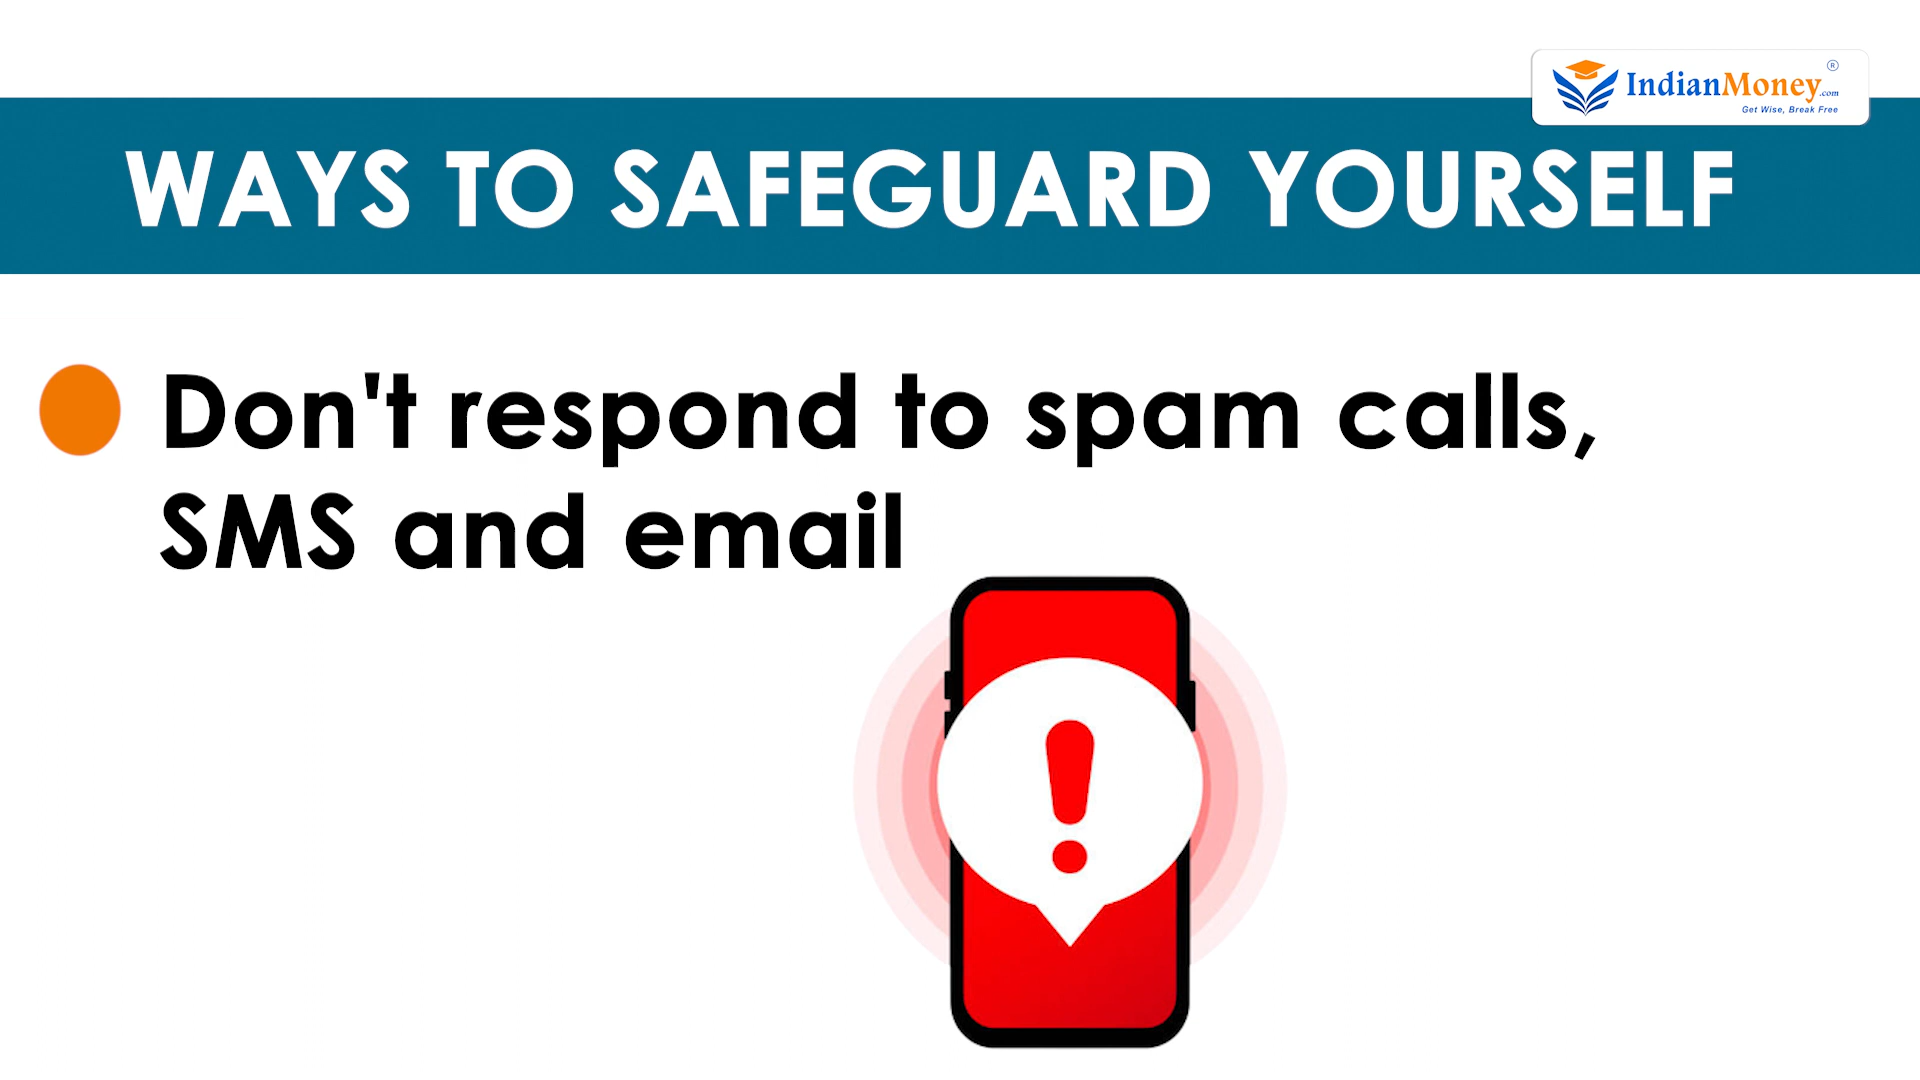 IndianMoney.com ®
Get Wise, Break Free
WAYS TO SAFEGUARD YOURSELF
Don't respond to spam calls,
SMS and email
!